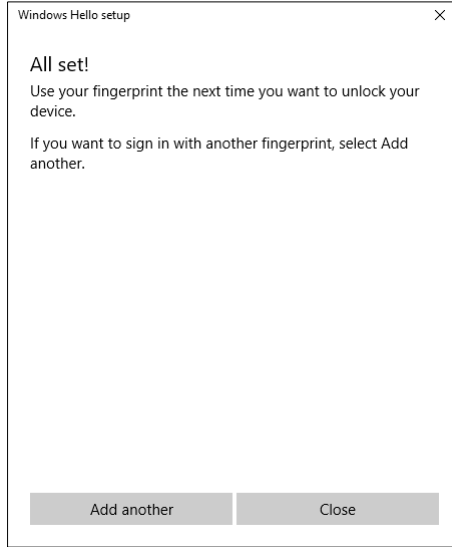 Windows Hello setup
All set!
Use your fingerprint the next time you want to unlock your
device.
If you want to sign in with another fingerprint, select Add
another.
Add another
Close